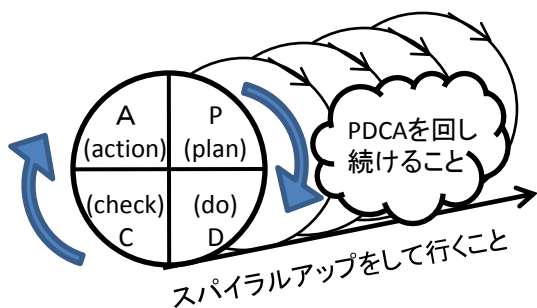 A
(action)
P
(plan)
(check)
C
(do)
D
PDCAを回し
続けること
スパイラルアップをして行くこと